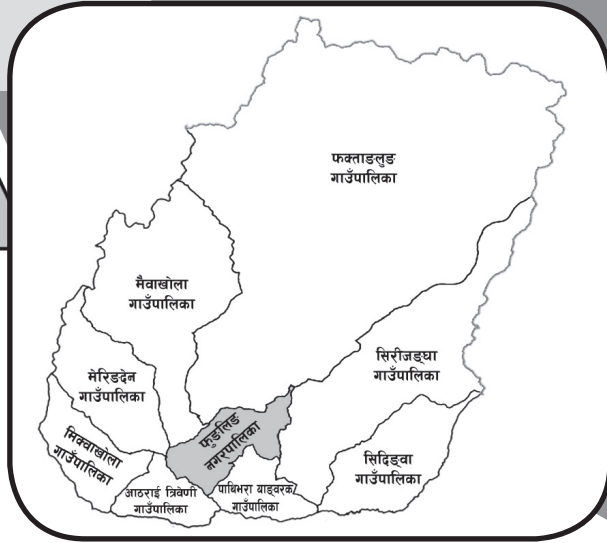 फक्ताङलुङ
गाउँपालिका
मैवाखोला
गाउँपालिका
सिरीजङ्घा
गाउँपालिका
मेरिङदेन
गाउँपालिका
फुङलिङ
नगरपालिका
मिक्वाखोला
गाउँपालिका
सिदिङ्वा
गाउँपालिका
आठराई त्रिवेणी
गाउँपालिका
पाथिभरा याङवरक
गाउँपालिका